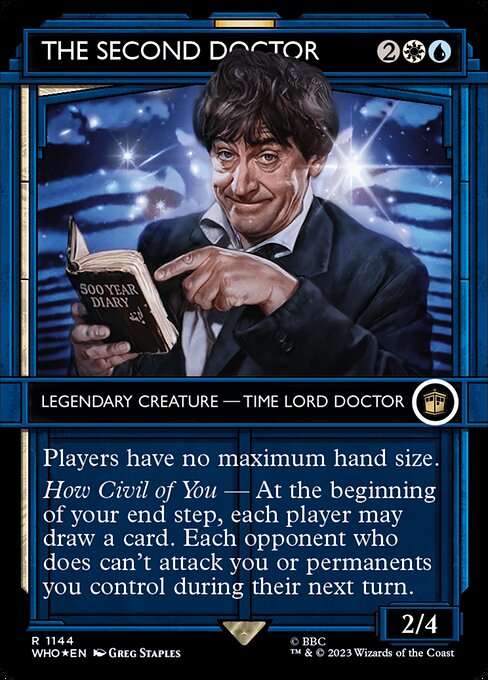 THE SECOND DOCTOR 2
500 YEAR
DIARY
LEGENDARY CREATURE — TIME LORD DOCTOR
Players have no maximum hand size.
How Civil of You — At the beginning
of your end step, each player may
draw a card. Each opponent who
does can't attack you or permanents
you control during their next turn.
2/4
R 1144
WHO★EN Greg Staples
© BBC
™ & © 2023 Wizards of the Coast